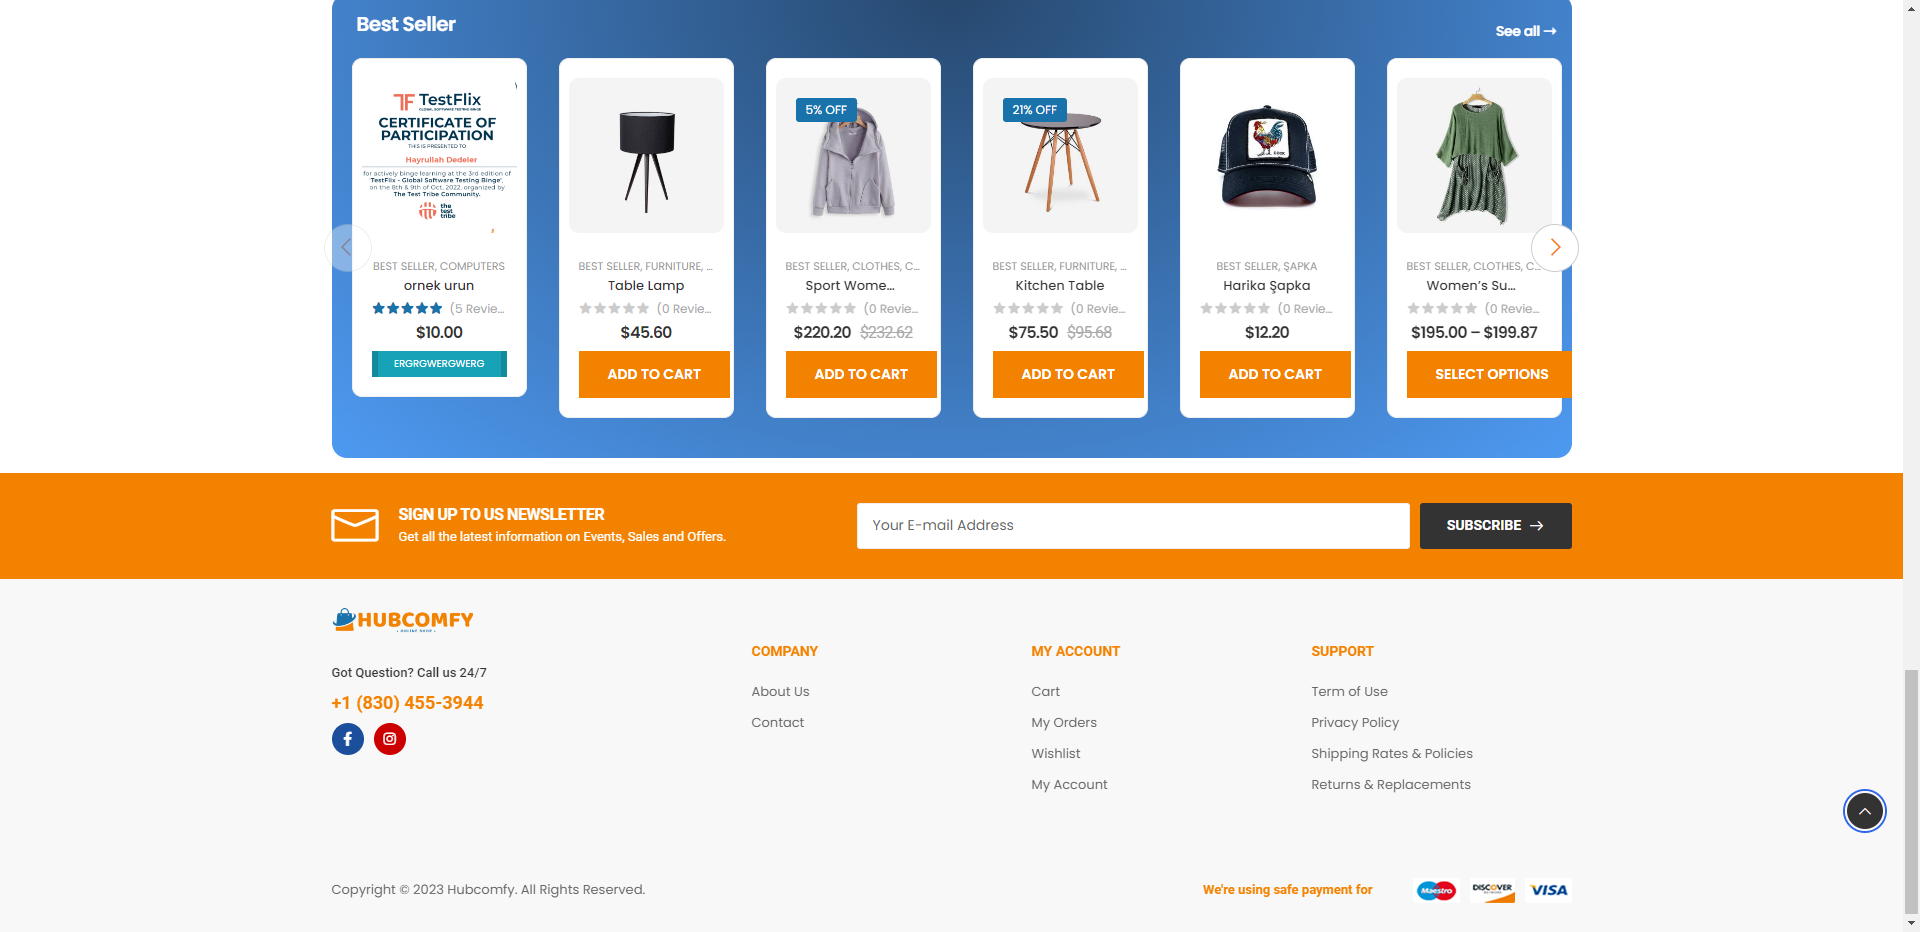 Best Seller
See all →
TestFlix
GLOBAL SOFTWARE TESTING BINGE
CERTIFICATE OF
PARTICIPATION
THIS IS PRESENTED TO
Hayrullah Dedeler
for actively binge learning at the 3rd edition of
TestFlix - Global Software Testing Binge',
on the 8th & 9th of Oct, 2022, organized by
The Test Tribe Community.
the
test
tribe
BEST SELLER, COMPUTERS
ornek urun
(5 Revie...
$10.00
ERGRGWERGWERG
BEST SELLER, FURNITURE, ...
Table Lamp
(0 Revie...
$45.60
ADD TO CART
5% OFF
BEST SELLER, CLOTHES, C...
Sport Wome...
(0 Revie...
$220.20 $232.62
ADD TO CART
21% OFF
BEST SELLER, FURNITURE, ...
Kitchen Table
(0 Revie...
$75.50 $95.68
ADD TO CART
BEST SELLER, ŞAPKA
Harika Şapka
(0 Revie...
$12.20
ADD TO CART
BEST SELLER, CLOTHES, C...
Women's Su...
(0 Revie...
$195.00 – $199.87
SELECT OPTIONS
SIGN UP TO US NEWSLETTER
Get all the latest information on Events, Sales and Offers.
Your E-mail Address
SUBSCRIBE →
HUBCOMFY
• ONLINE SHOP •
Got Question? Call us 24/7
+1 (830) 455-3944
COMPANY
About Us
Contact
MY ACCOUNT
Cart
My Orders
Wishlist
My Account
SUPPORT
Term of Use
Privacy Policy
Shipping Rates & Policies
Returns & Replacements
Copyright © 2023 Hubcomfy. All Rights Reserved.
We're using safe payment for
Maestro
DISCOVER
VISA